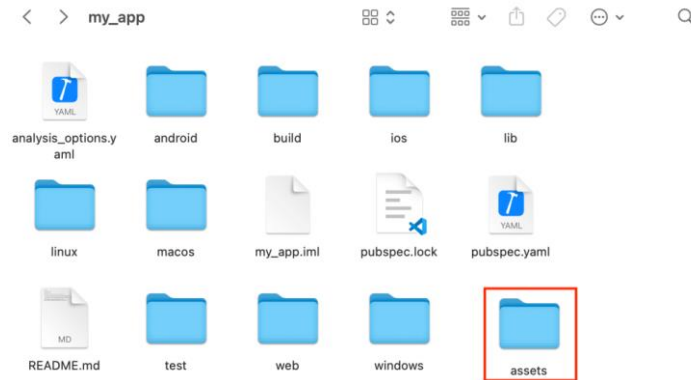 my_app
YAML
analysis_options.y
aml
android
build
ios
lib
linux
macos
my_app.iml
pubspec.lock
YAML
pubspec.yaml
MD
README.md
test
web
windows
assets